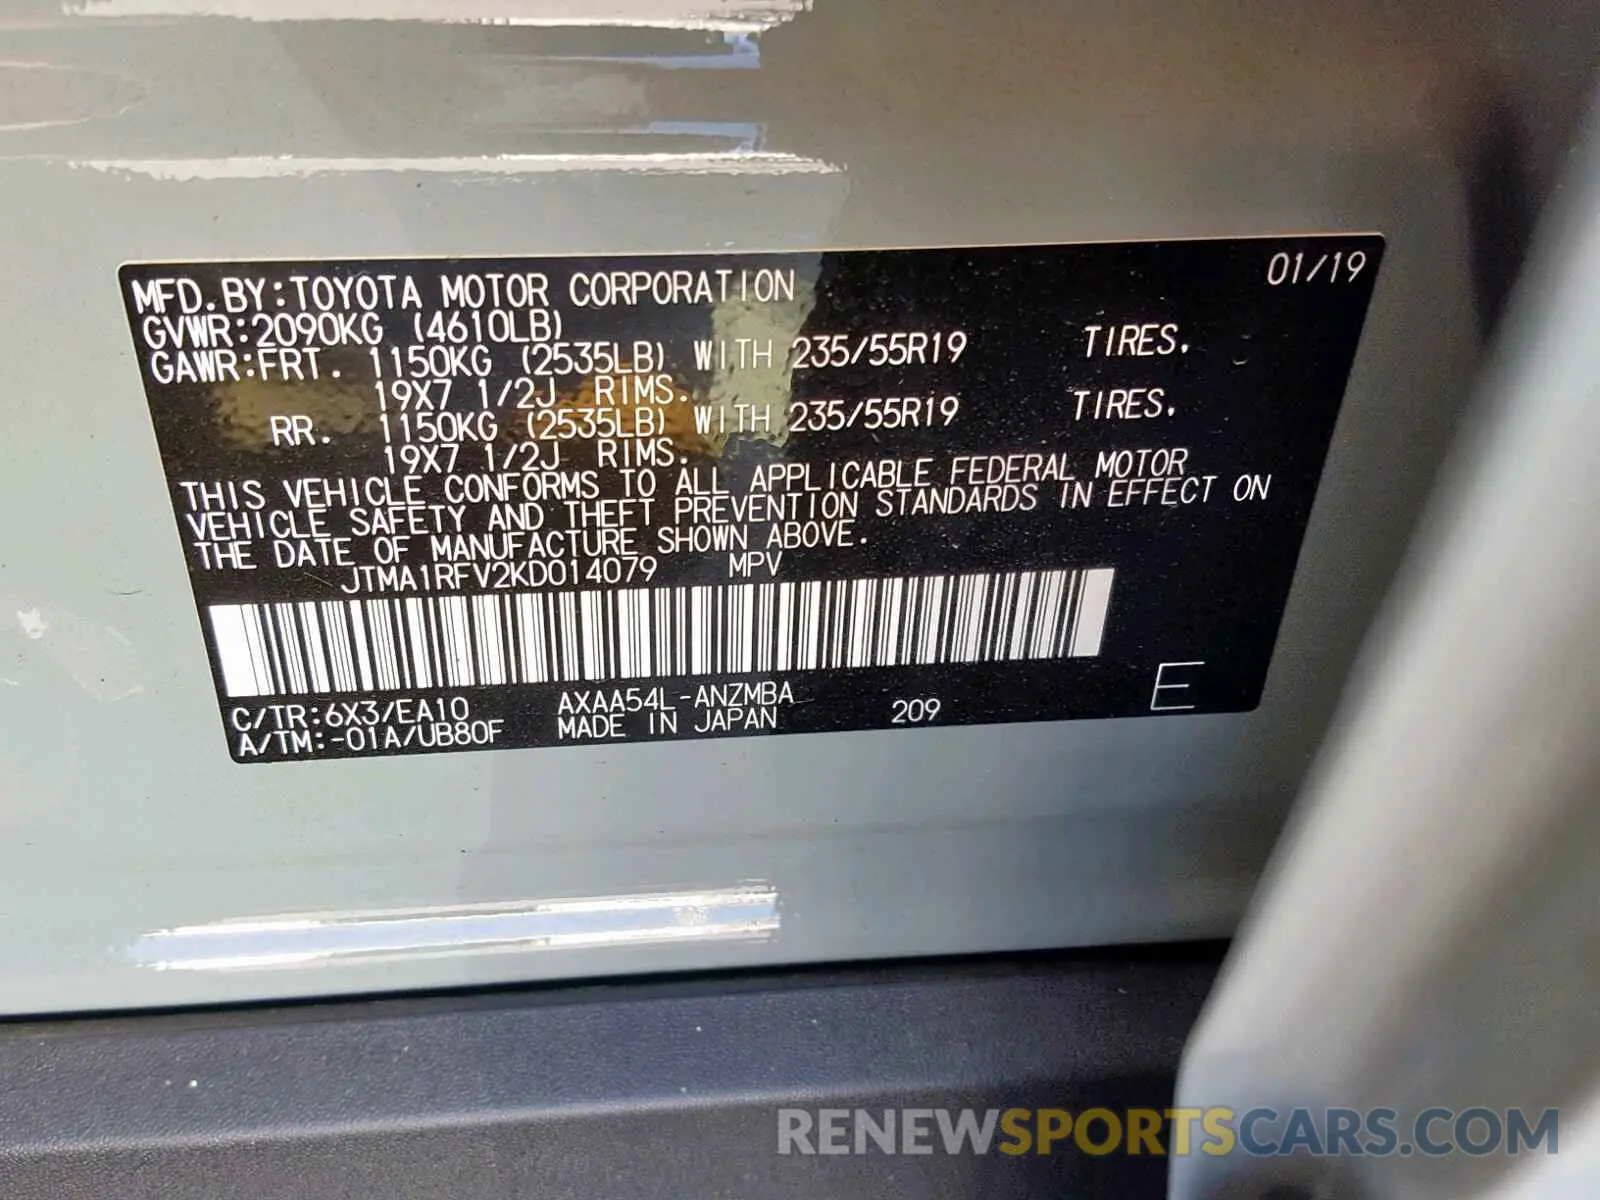 MFD.BY:TOYOTA MOTOR CORPORATION 01/19
GVWR:2090KG (4610LB)
GAWR:FRT. 1150KG (2535LB) WITH 235/55R19 TIRES.
19X7 1/2J RIMS.
RR. 1150KG (2535LB) WITH 235/55R19 TIRES.
19X7 1/2J RIMS.
THIS VEHICLE CONFORMS TO ALL APPLICABLE FEDERAL MOTOR
VEHICLE SAFETY AND THEFT PREVENTION STANDARDS IN EFFECT ON
THE DATE OF MANUFACTURE SHOWN ABOVE.
JTMA1RFV2KD014079 MPV
C/TR:6X3/EA10 AXAA54L-ANZMBA
A/TM:-01A/UB80F MADE IN JAPAN 209 E
RENEWSPORTSCARS.COM